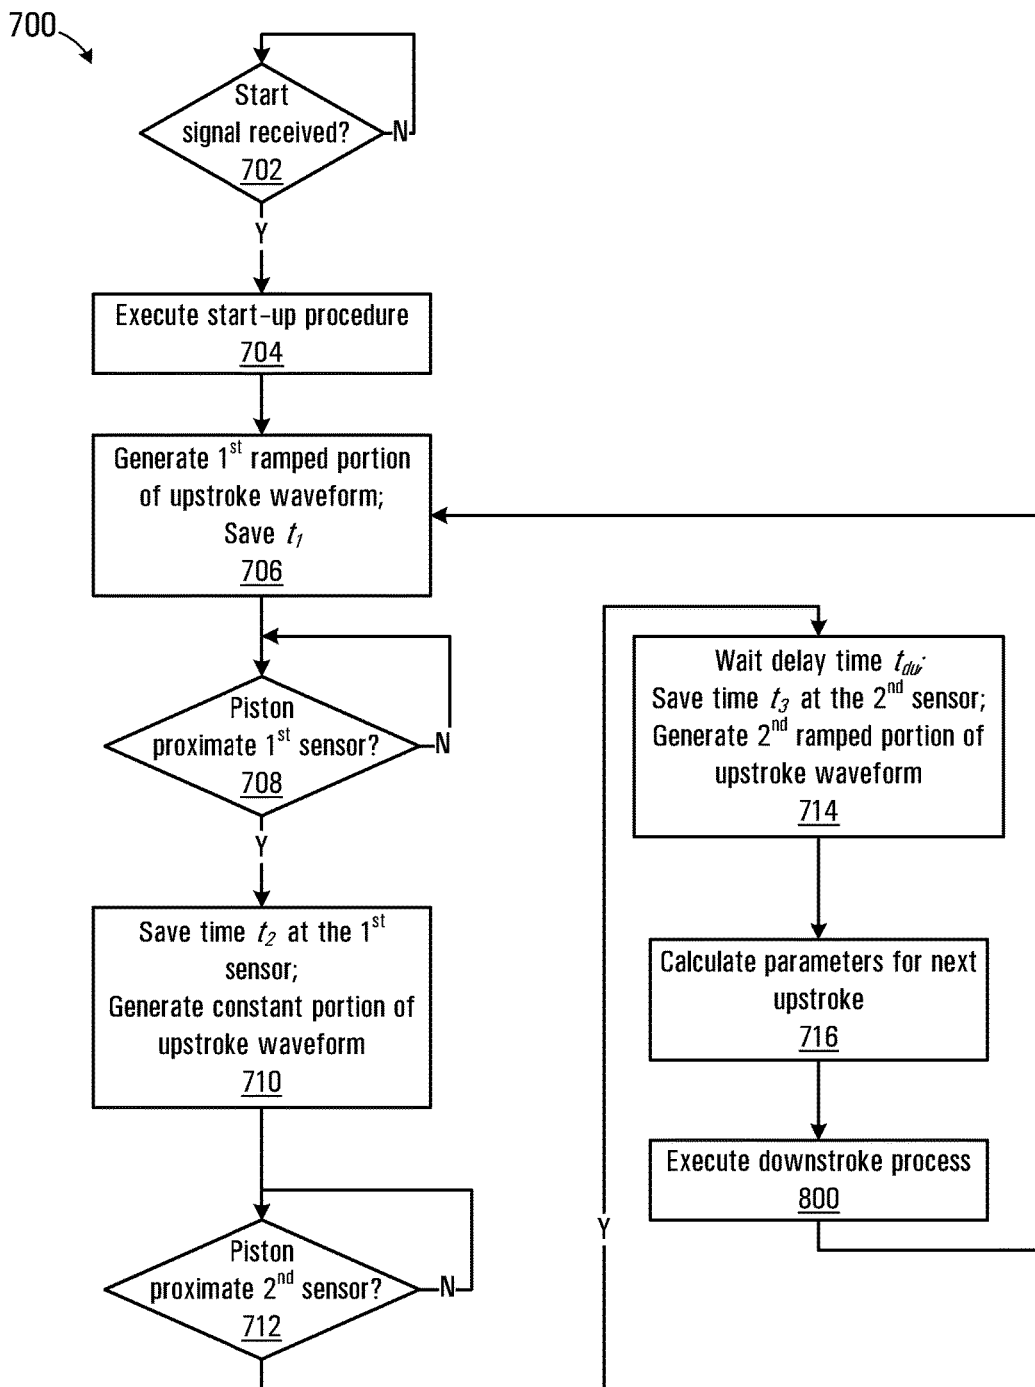 700
Start
signal received?
702
N
Y
Execute start-up procedure
704
Generate 1st ramped portion
of upstroke waveform;
Save t1
706
Piston
proximate 1st sensor?
708
N
Y
Save time t2 at the 1st
sensor;
Generate constant portion of
upstroke waveform
710
Piston
proximate 2nd sensor?
712
N
Y
Wait delay time tdu;
Save time t3 at the 2nd sensor;
Generate 2nd ramped portion of
upstroke waveform
714
Calculate parameters for next
upstroke
716
Execute downstroke process
800